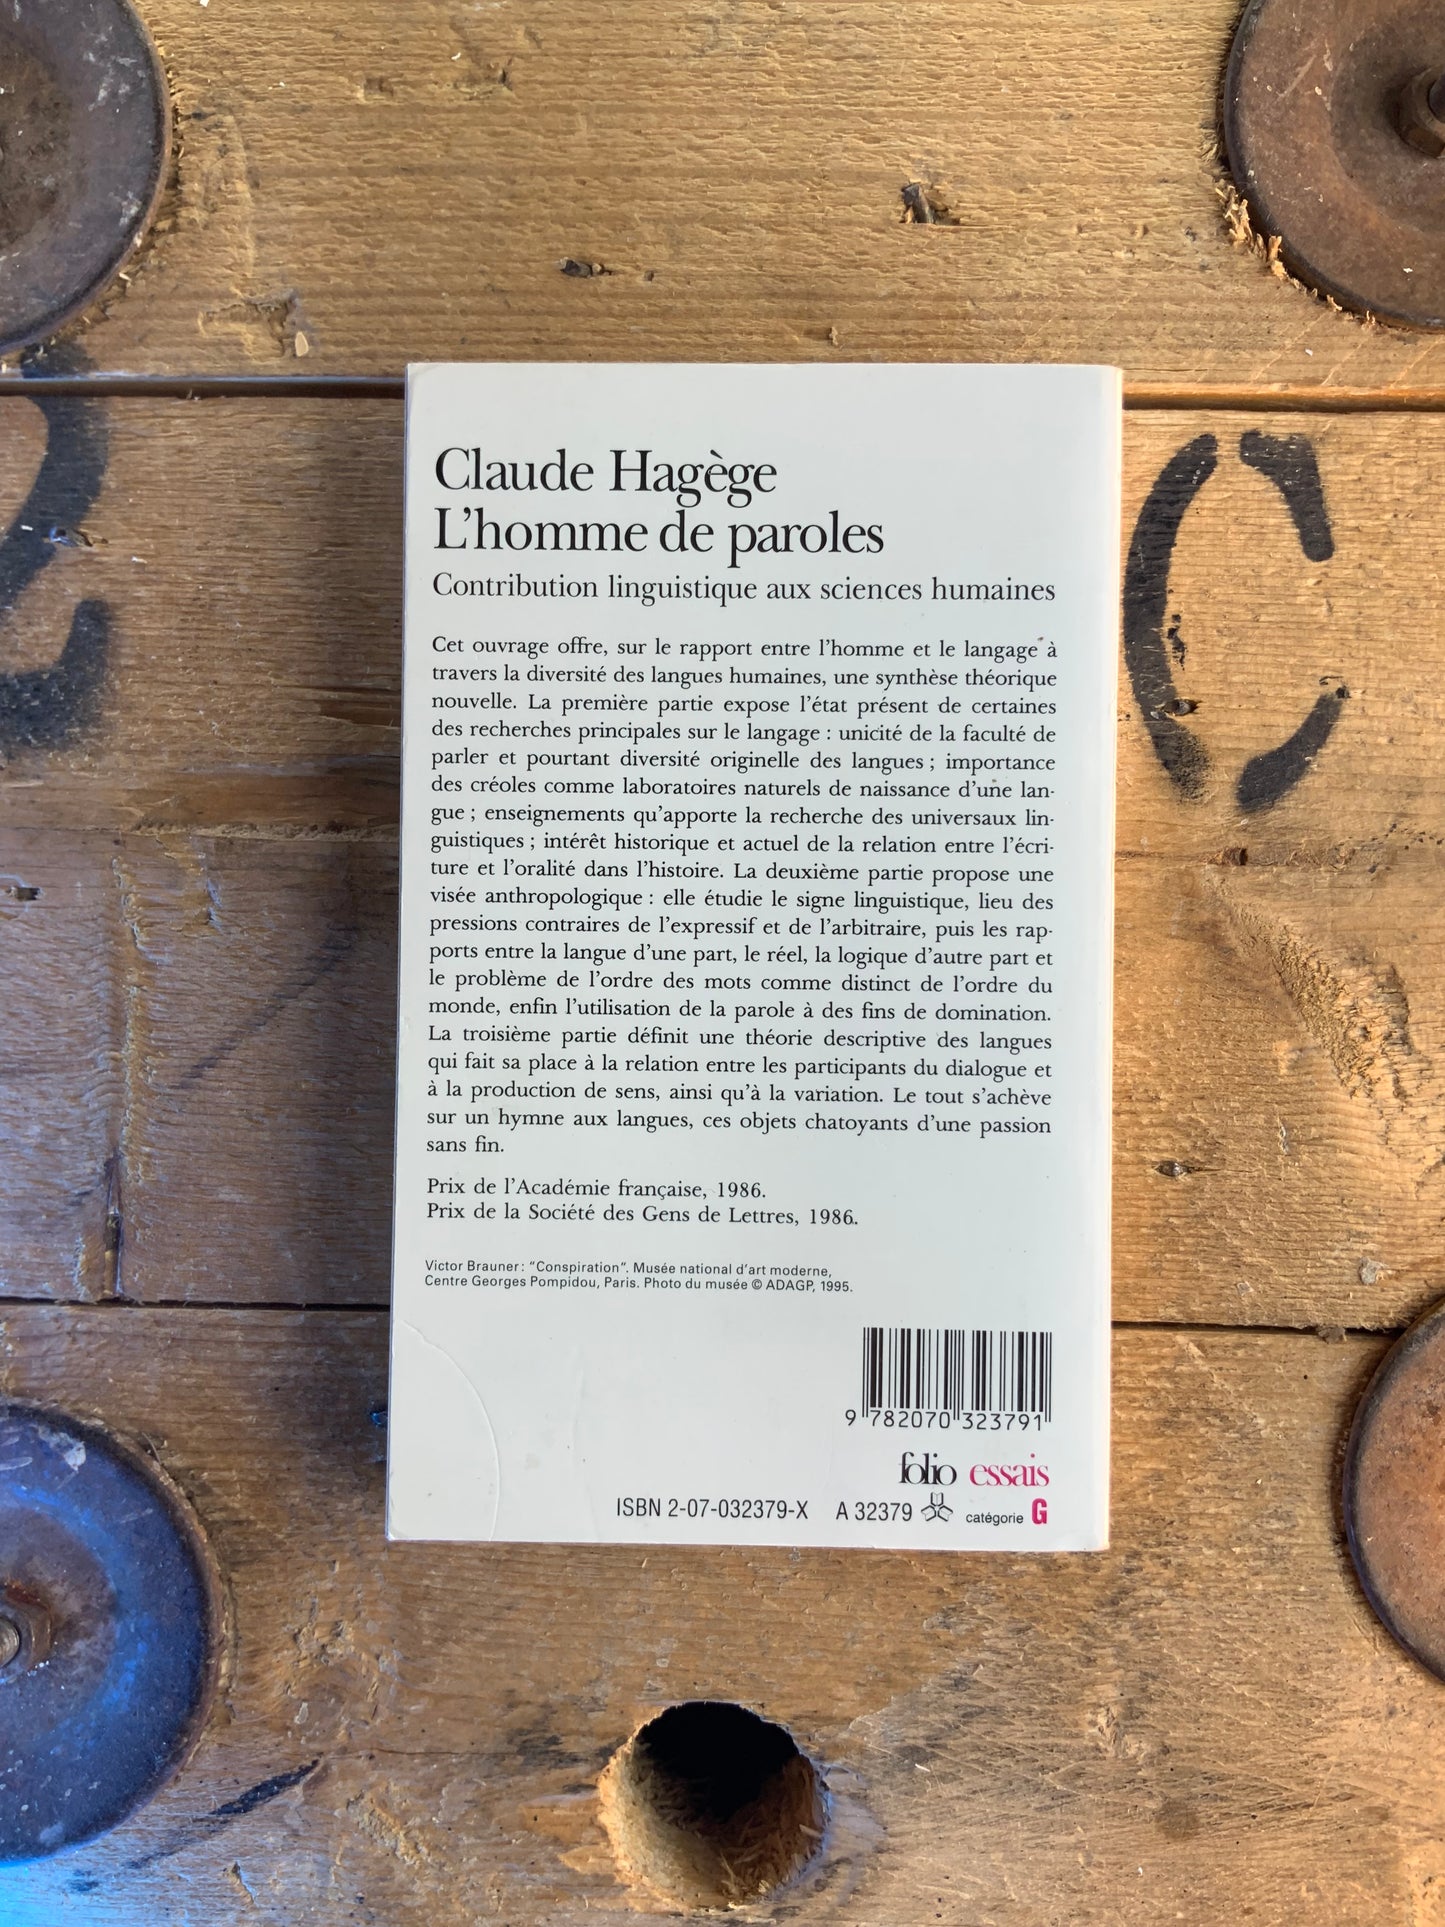 Claude Hagège
L'homme de paroles
Contribution linguistique aux sciences humaines
Cet ouvrage offre, sur le rapport entre l'homme et le langage à
travers la diversité des langues humaines, une synthèse théorique
nouvelle. La première partie expose l'état présent de certaines
des recherches principales sur le langage : unicité de la faculté de
parler et pourtant diversité originelle des langues ; importance
des créoles comme laboratoires naturels de naissance d'une lan-
gue ; enseignements qu'apporte la recherche des universaux lin-
guistiques ; intérêt historique et actuel de la relation entre l'écri-
ture et l'oralité dans l'histoire. La deuxième partie propose une
visée anthropologique : elle étudie le signe linguistique, lieu des
pressions contraires de l'expressif et de l'arbitraire, puis les rap-
ports entre la langue d'une part, le réel, la logique d'autre part et
le problème de l'ordre des mots comme distinct de l'ordre du
monde, enfin l'utilisation de la parole à des fins de domination.
La troisième partie définit une théorie descriptive des langues
qui fait sa place à la relation entre les participants du dialogue et
à la production de sens, ainsi qu'à la variation. Le tout s'achève
sur un hymne aux langues, ces objets chatoyants d'une passion
sans fin.
Prix de l'Académie française, 1986.
Prix de la Société des Gens de Lettres, 1986.
Victor Brauner : "Conspiration". Musée national d'art moderne,
Centre Georges Pompidou, Paris. Photo du musée © ADAGP, 1995.
9 782070 323791
folio essais
ISBN 2-07-032379-X A 32379 catégorie G
C